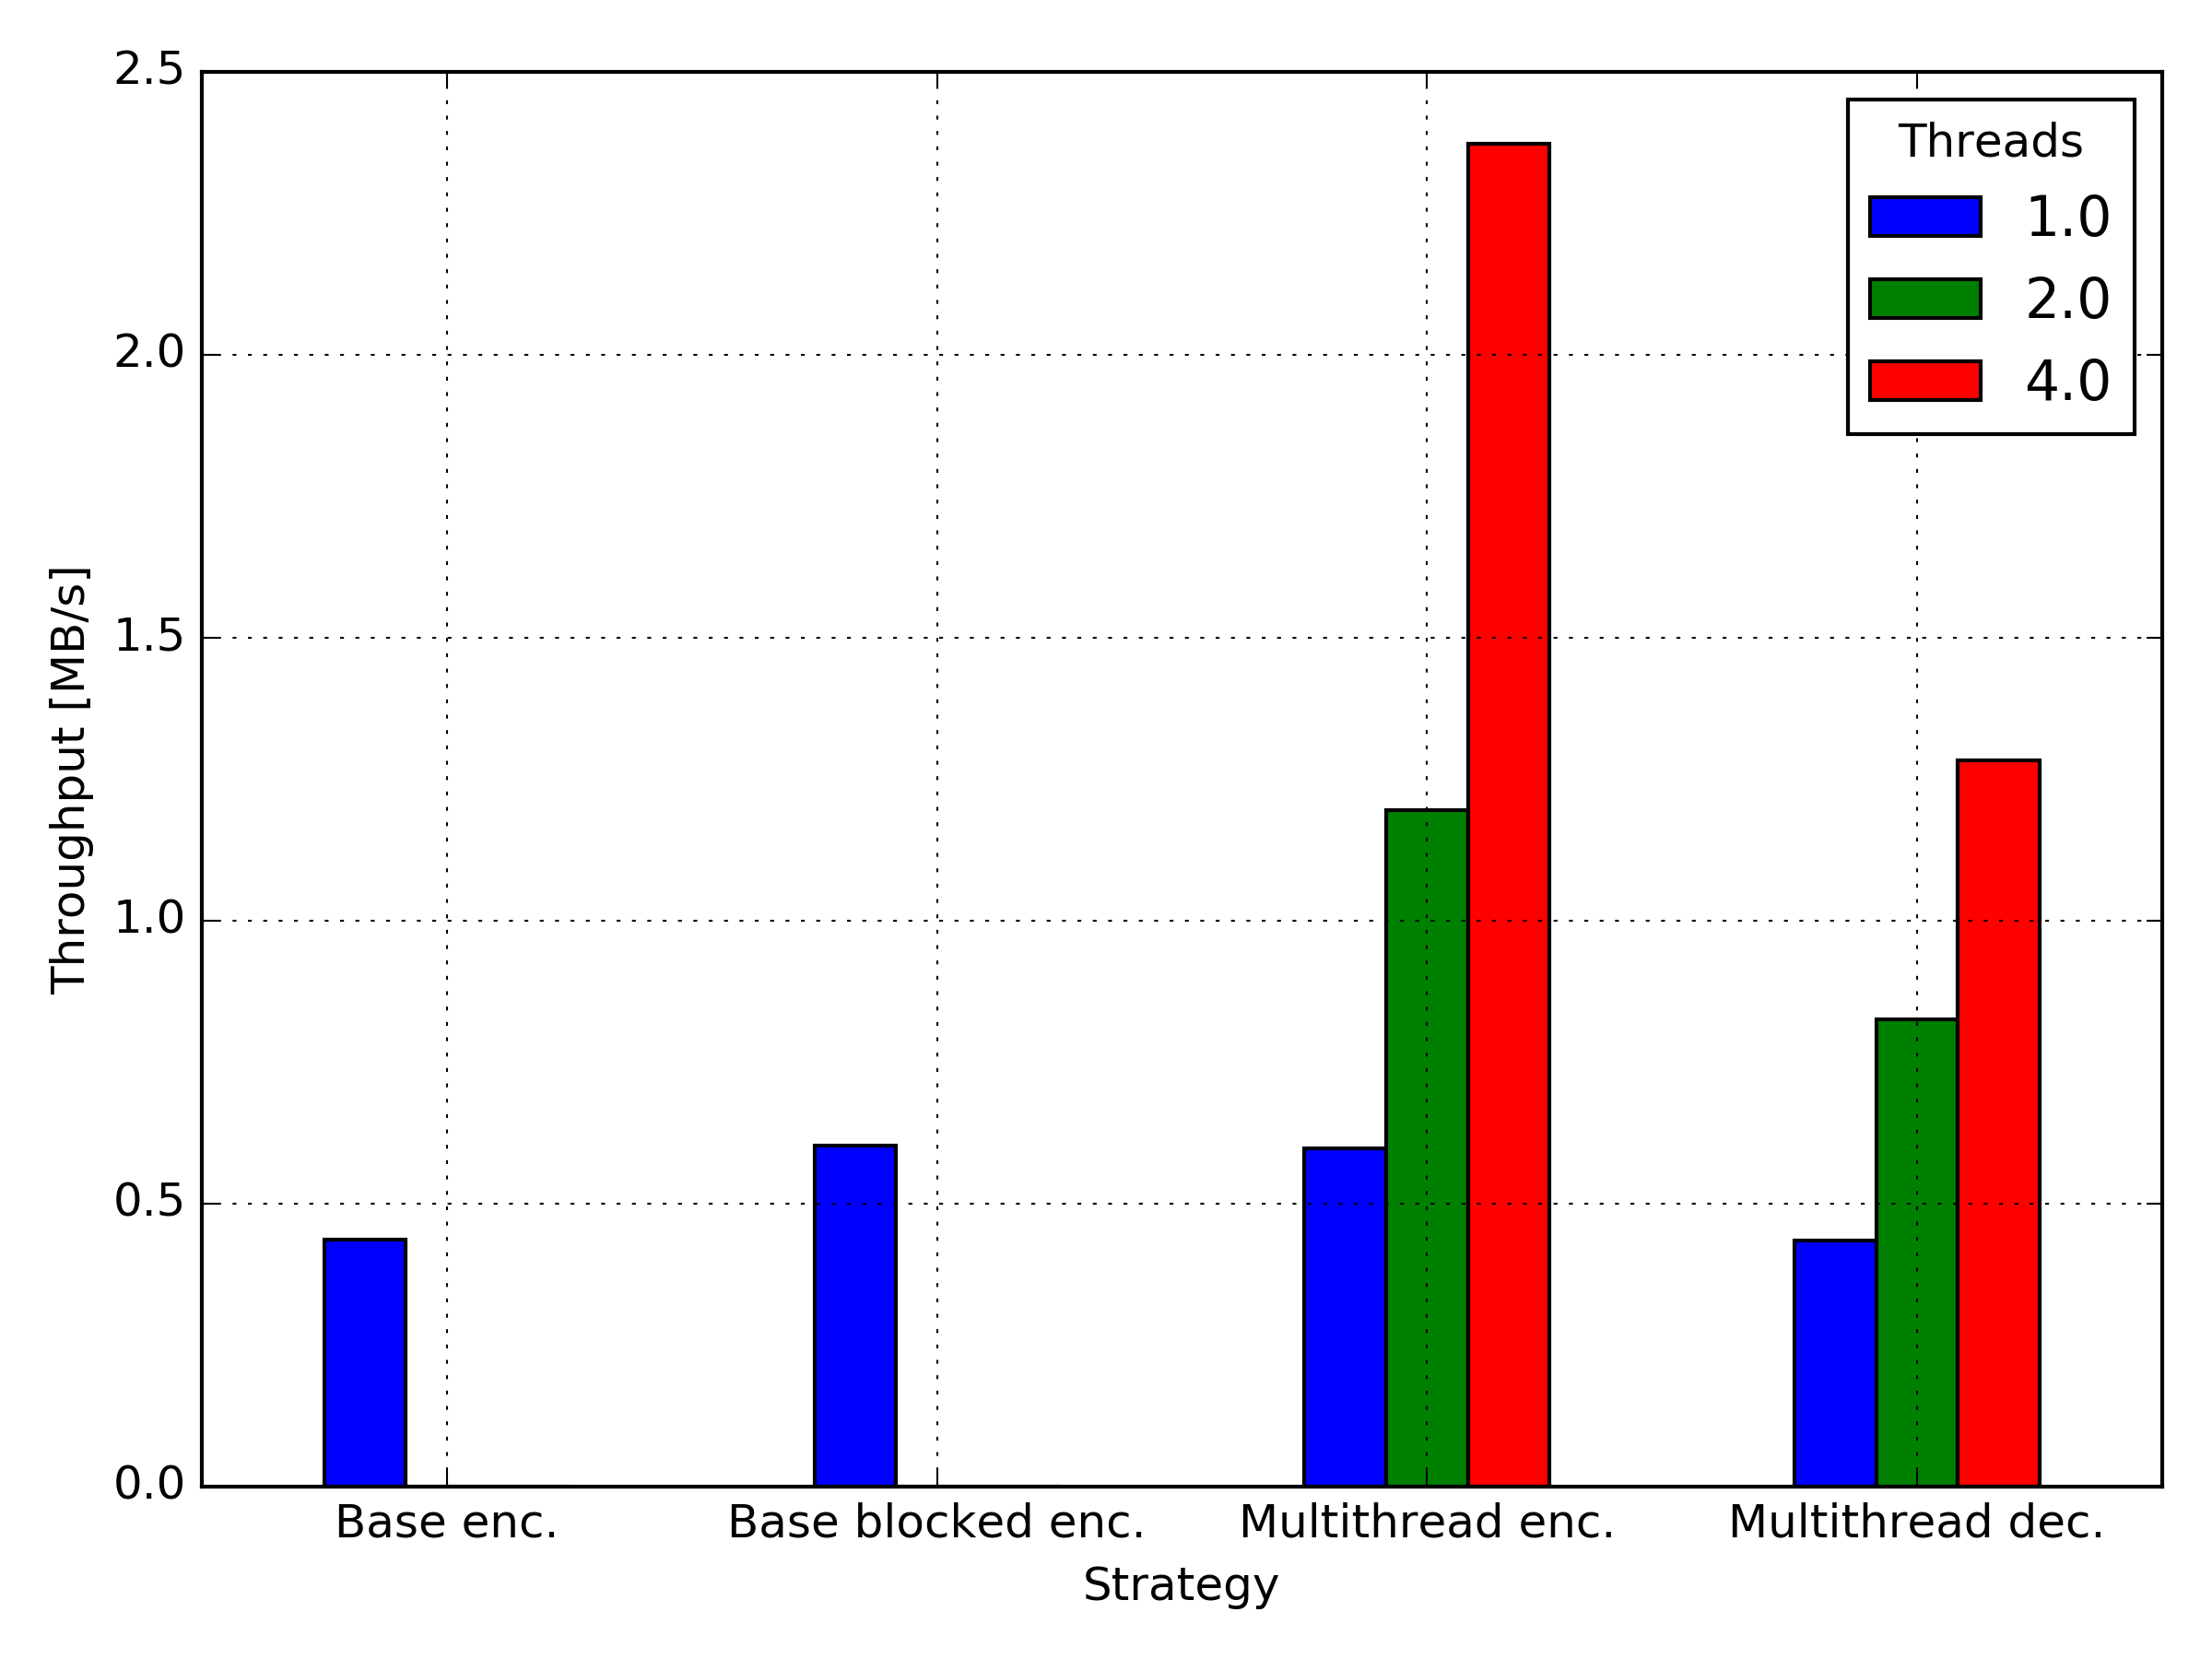 2.5
2.0
1.5
1.0
0.5
0.0
Throughput [MB/s]
Threads
1.0
2.0
4.0
Base enc.
Base blocked enc.
Multithread enc.
Multithread dec.
Strategy